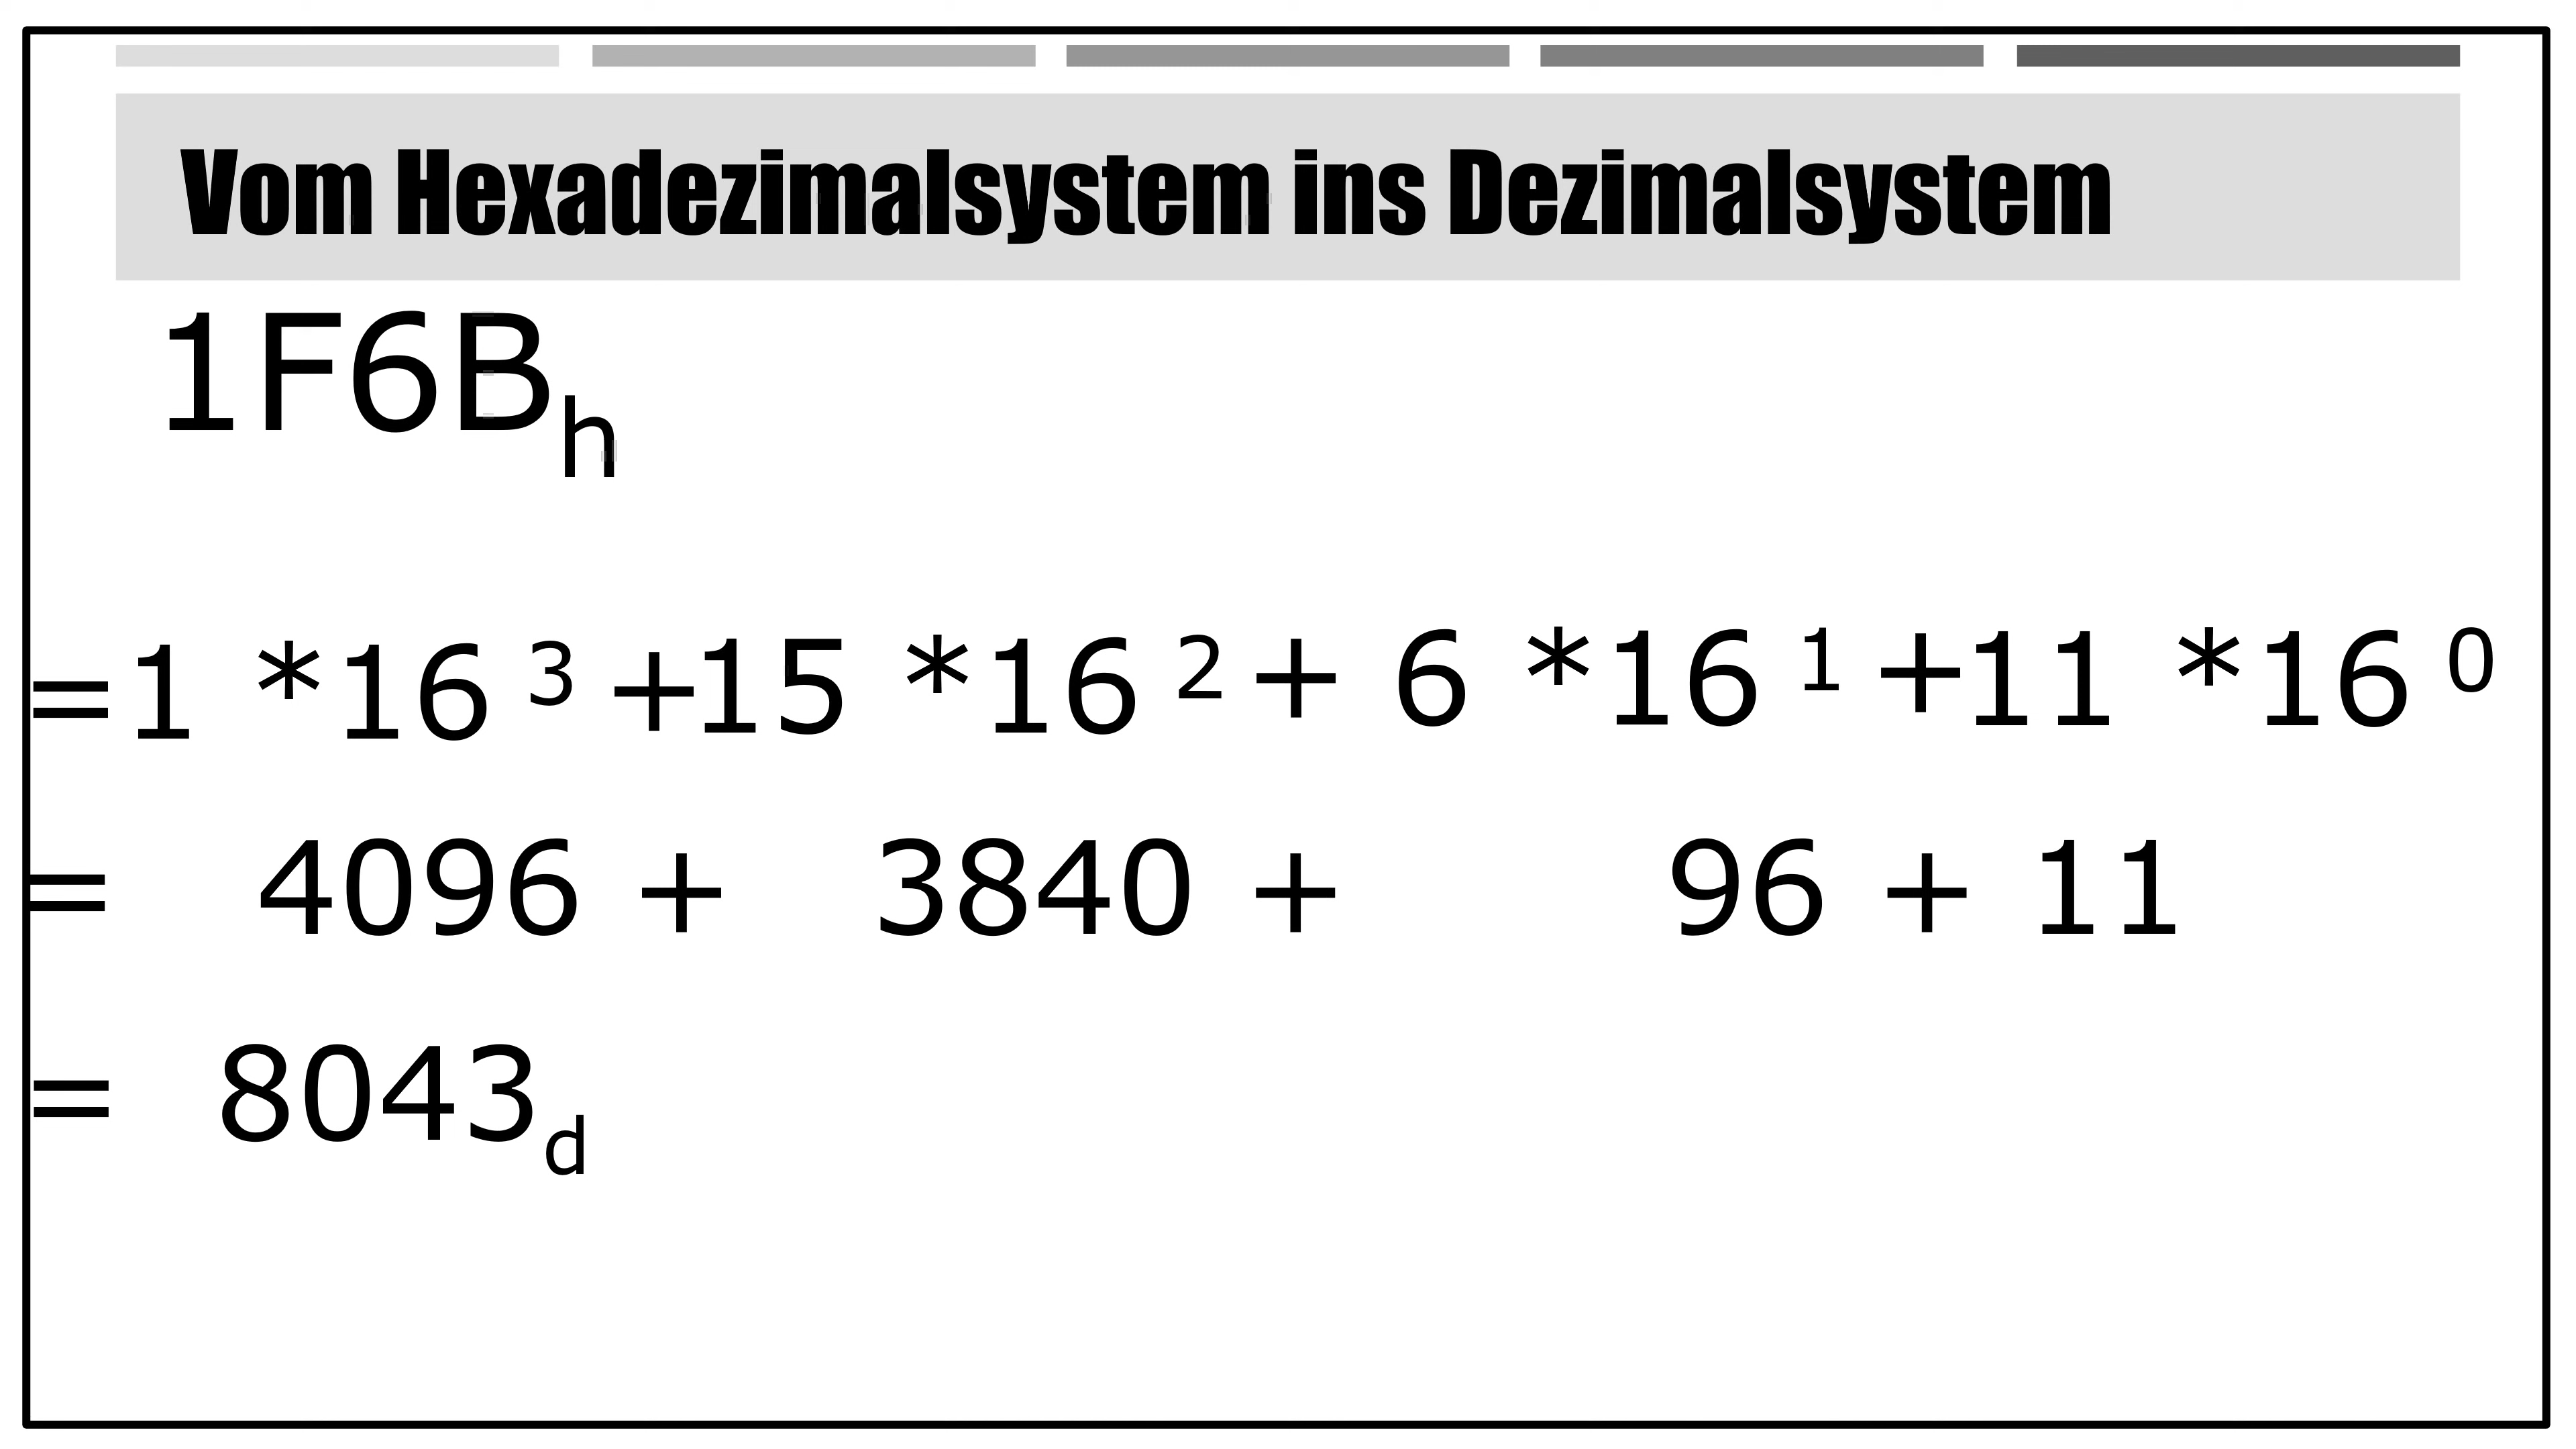 Vom Hexadezimalsystem ins Dezimalsystem
1F6Bh
=1 *16 3 +15 *16 2 + 6 *16 1 +11 *16 0
= 4096 + 3840 + 96 + 11
= 8043d